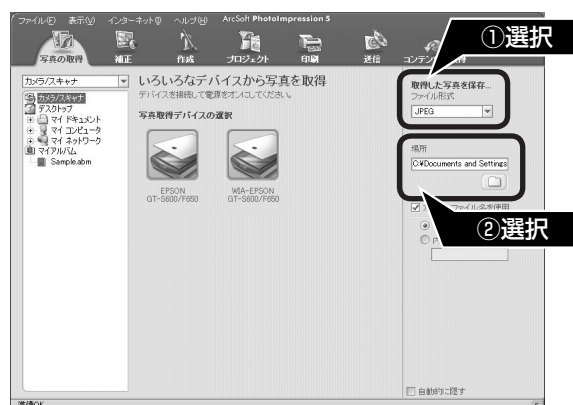 ファイル(F) 表示(V) インターネット(I) ヘルプ(H) ArcSoft PhotoImpression 5
写真の取得 補正 作成 プロジェクト 印刷 送信
①選択
カメラ/スキャナ
カメラ/スキャナ
デスクトップ
マイ ドキュメント
マイ コンピュータ
マイ ネットワーク
マイアルバム
Sample.abm
いろいろなデバイスから写真を取得
デバイスを接続して電源をオンにしてください。
写真取得デバイスの選択
EPSON
GT-S600/F650
WIA-EPSON
GT-S600/F650
取得した写真を保存...
ファイル形式
JPEG
場所
C:¥Documents and Settings
②選択
自動的に隠す
準備OK